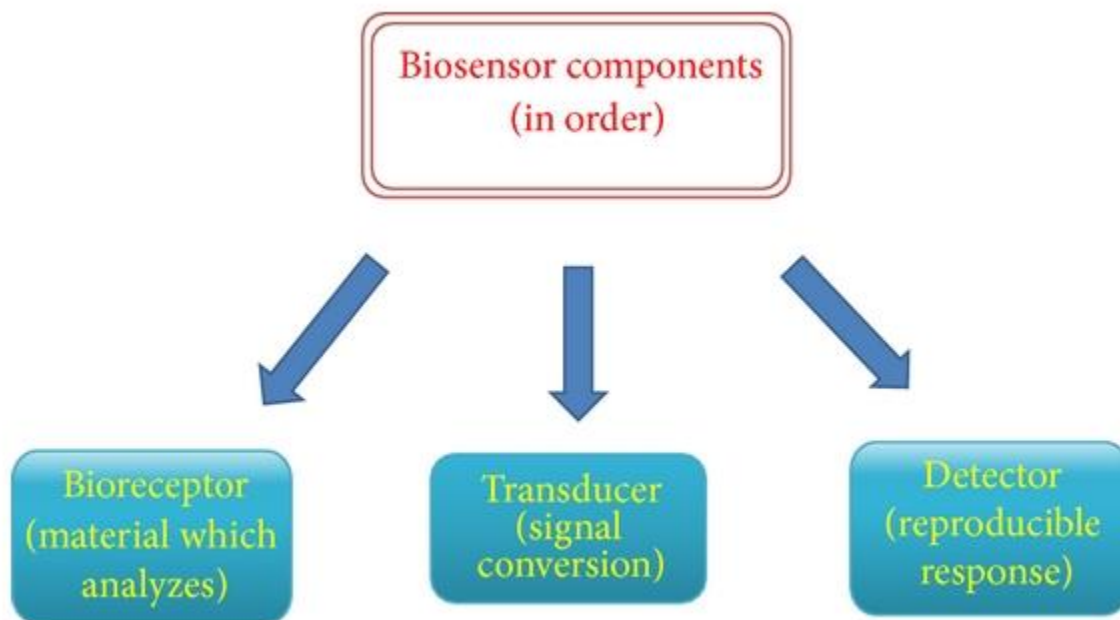 Biosensor components
(in order)
Bioreceptor
(material which
analyzes)
Transducer
(signal
conversion)
Detector
(reproducible
response)